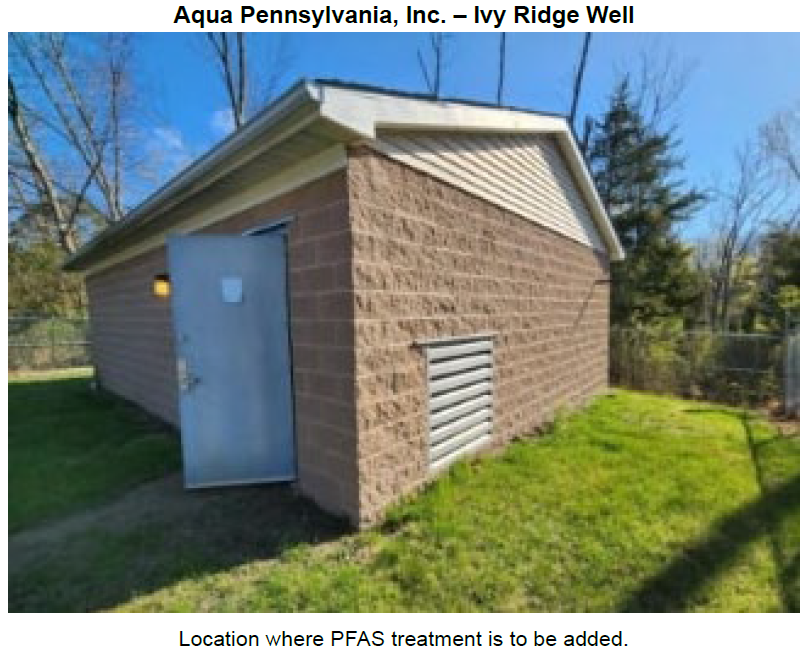 Aqua Pennsylvania, Inc. – Ivy Ridge Well
Location where PFAS treatment is to be added.